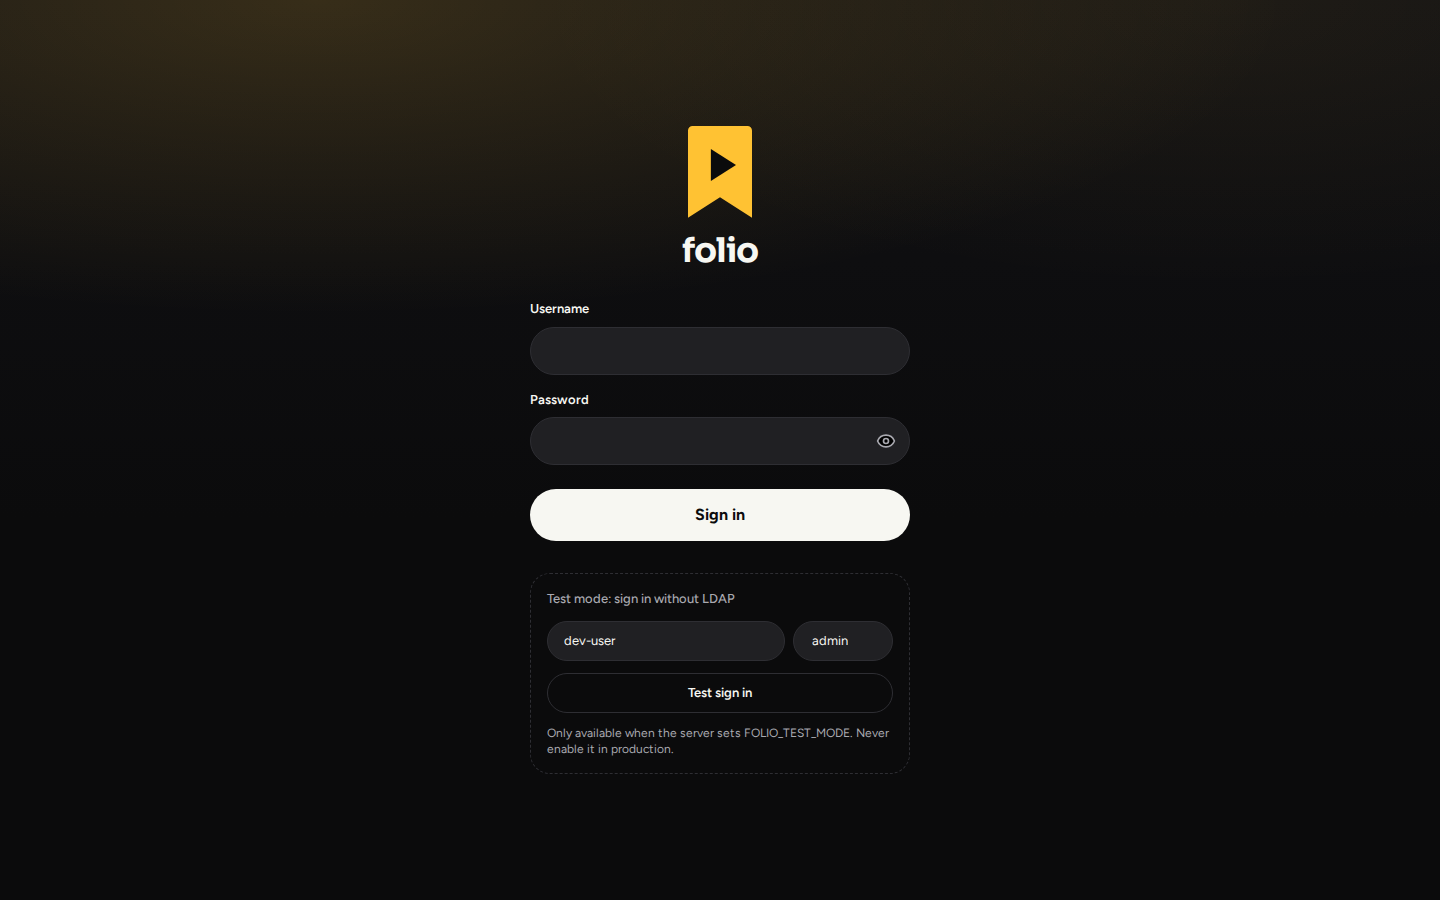 folio
Username
Password
Sign in
Test mode: sign in without LDAP
dev-user
admin
Test sign in
Only available when the server sets FOLIO_TEST_MODE. Never
enable it in production.